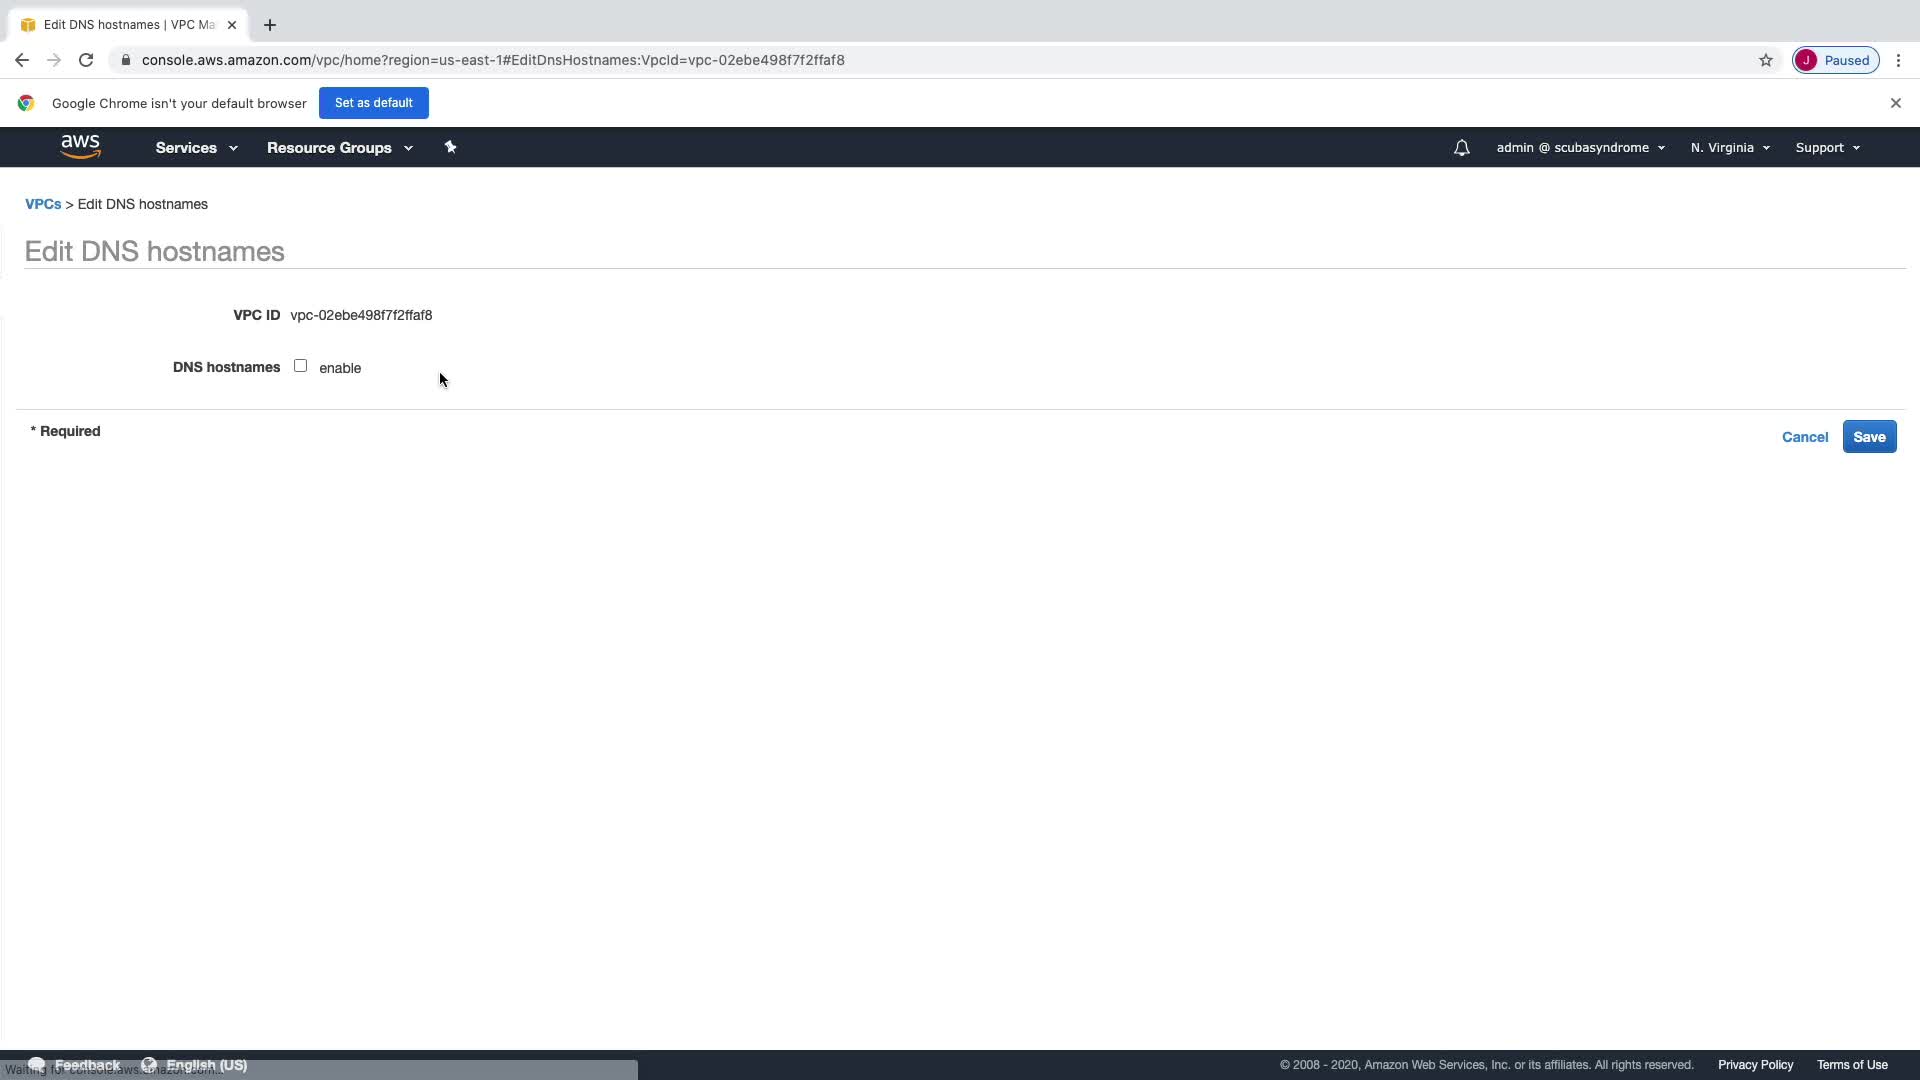 Edit DNS hostnames | VPC Ma
console.aws.amazon.com/vpc/home?region=us-east-1#EditDnsHostnames:VpcId=vpc-02ebe498f7f2ffaf8
J Paused
Google Chrome isn't your default browser Set as default
aws Services Resource Groups admin @ scubasyndrome N. Virginia Support
VPCs > Edit DNS hostnames
Edit DNS hostnames
VPC ID vpc-02ebe498f7f2ffaf8
DNS hostnames enable
* Required
Cancel Save
Feedback English (US)
Waiting for console.aws.amazon.com...
© 2008 - 2020, Amazon Web Services, Inc. or its affiliates. All rights reserved. Privacy Policy Terms of Use